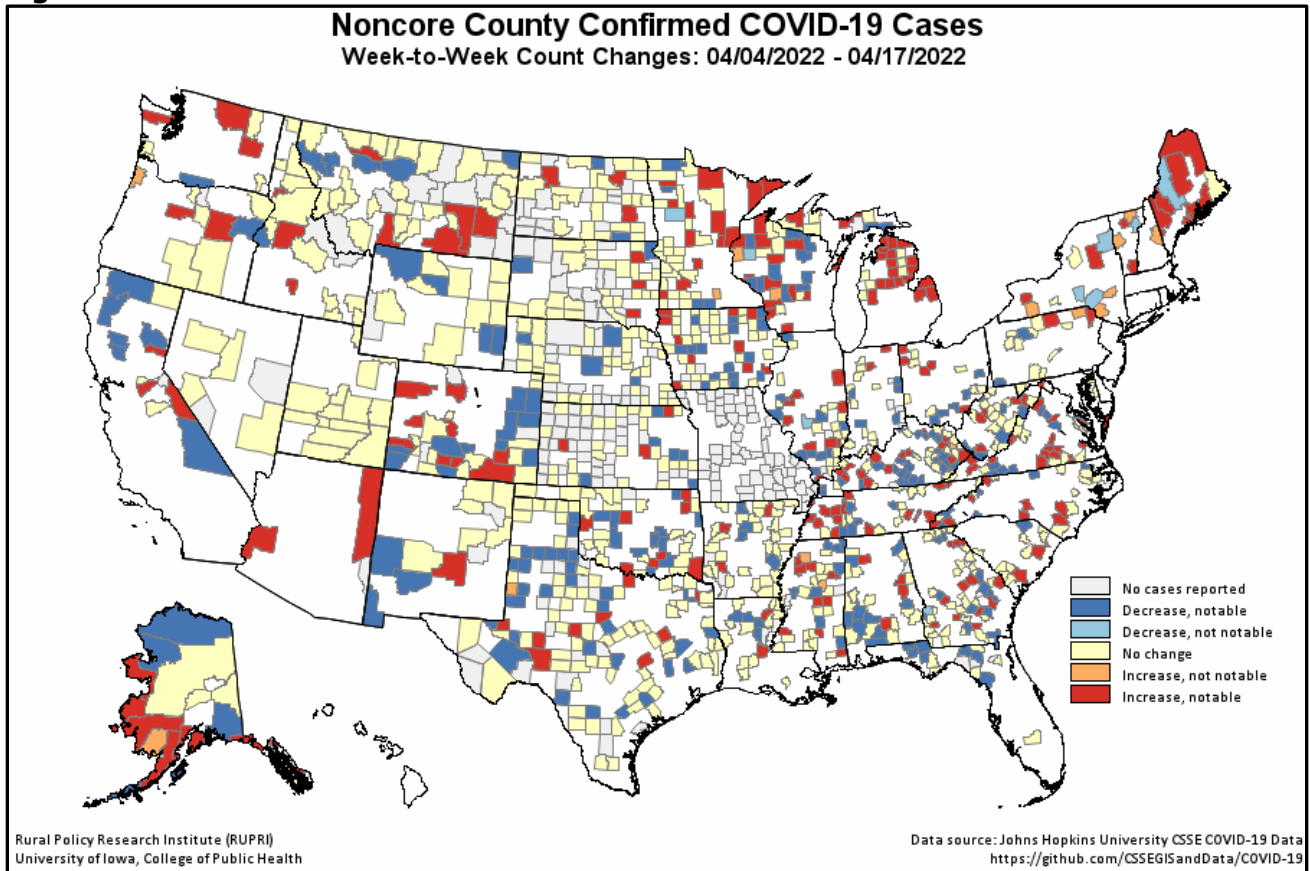 Noncore County Confirmed COVID-19 Cases
Week-to-Week Count Changes: 04/04/2022 - 04/17/2022
No cases reported
Decrease, notable
Decrease, not notable
No change
Increase, not notable
Increase, notable
Rural Policy Research Institute (RUPRI)
University of Iowa, College of Public Health
Data source: Johns Hopkins University CSSE COVID-19 Data
https://github.com/CSSEGISandData/COVID-19